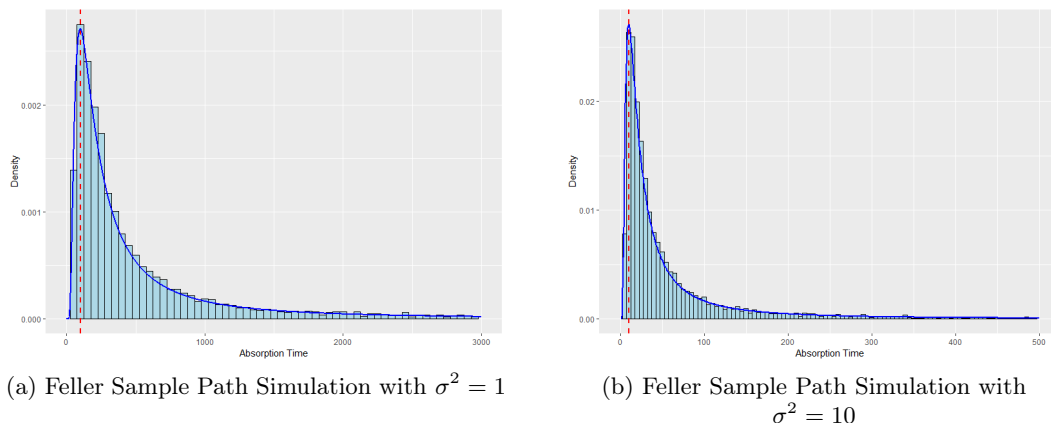 0.002
0.001
0.000
Density
0
1000
2000
3000
Absorption Time
(a) Feller Sample Path Simulation with σ² = 1
0.02
0.01
0.00
Density
0
100
200
300
400
500
Absorption Time
(b) Feller Sample Path Simulation with
σ² = 10